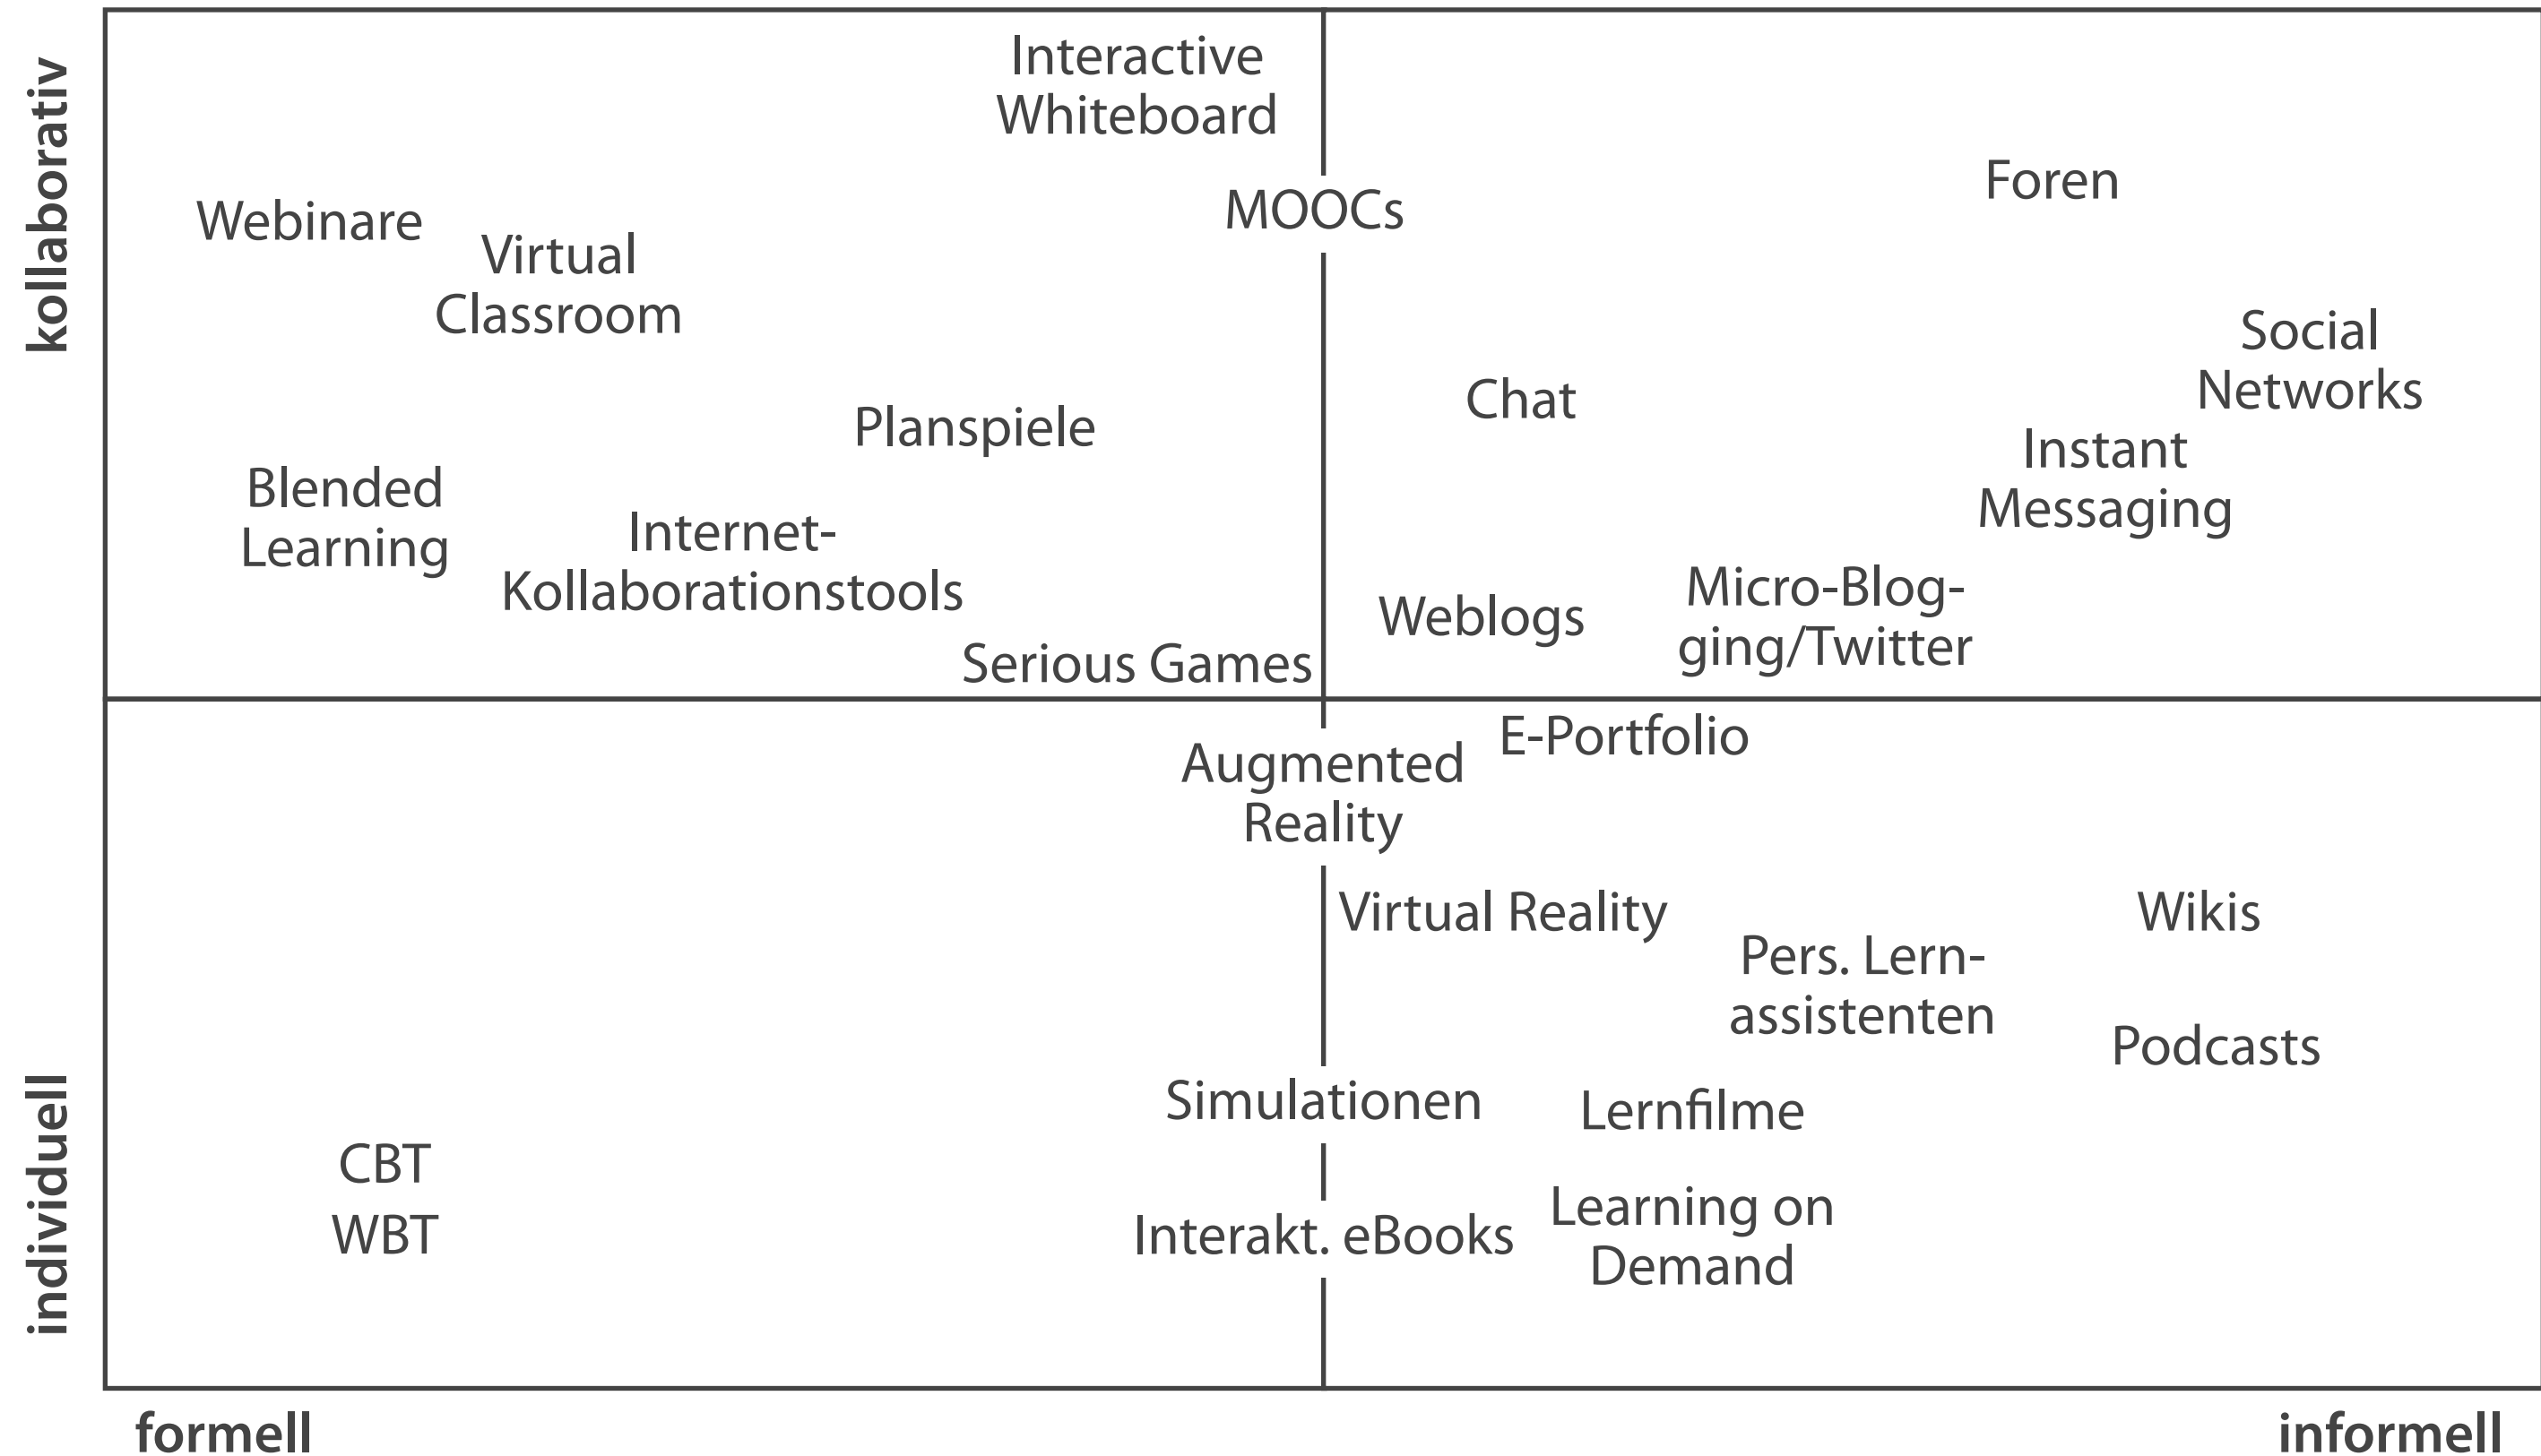 kollaborativ
Interactive
Whiteboard
MOOCs
Webinare
Virtual
Classroom
Planspiele
Blended
Learning
Internet-
Kollaborationstools
Serious Games
Foren
Social
Networks
Chat
Instant
Messaging
Weblogs
Micro-Blog-
ging/Twitter
individuell
Augmented
Reality
E-Portfolio
Virtual Reality
Wikis
Pers. Lern-
assistenten
Podcasts
Simulationen
Lernfilme
CBT
WBT
Interakt. eBooks
Learning on
Demand
formell
informell